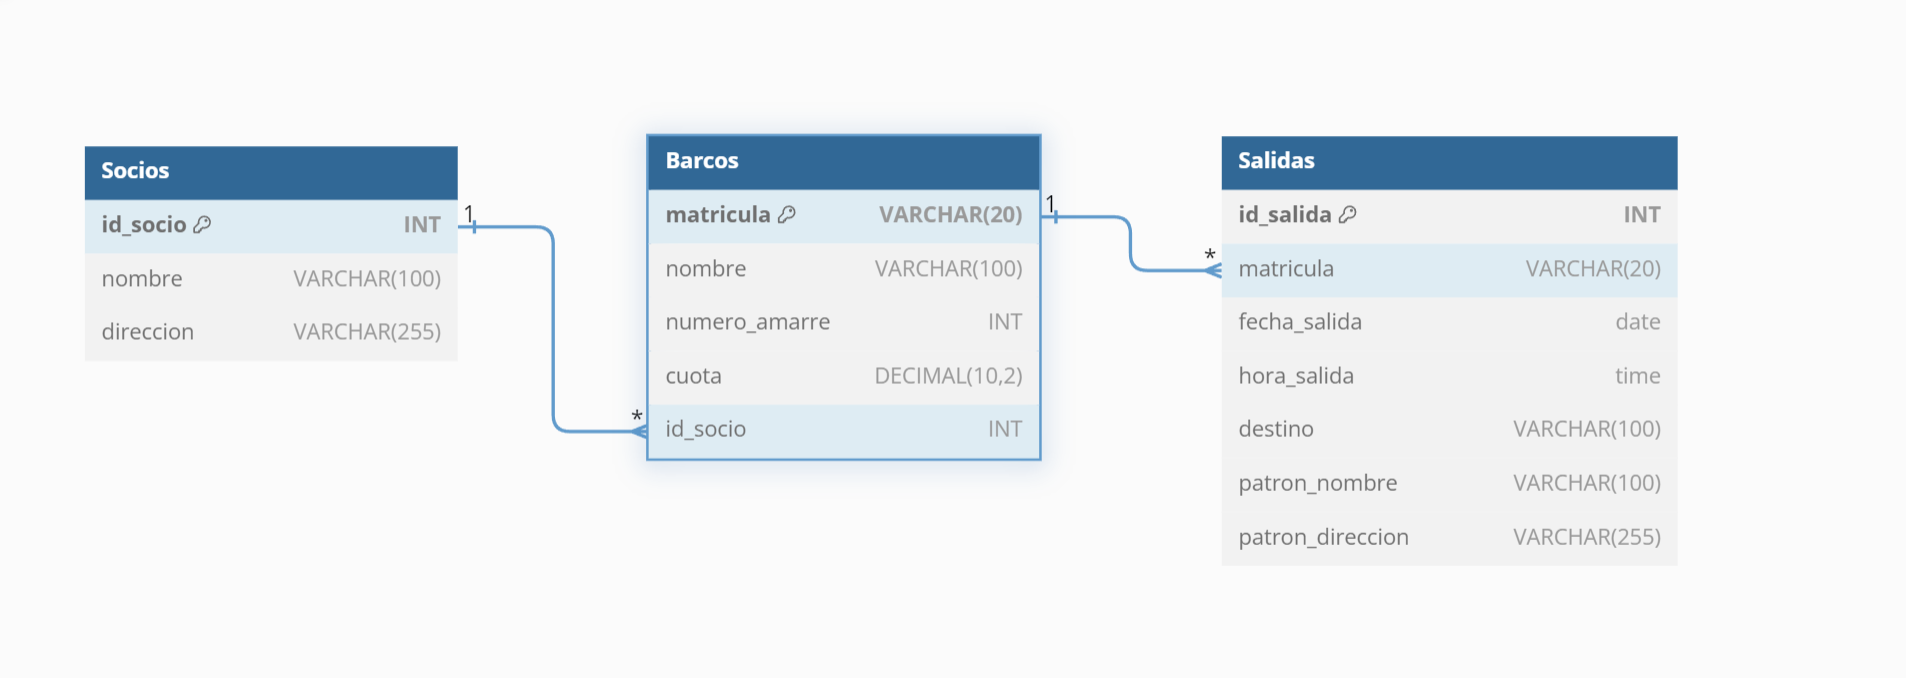 Socios
id_socio INT
nombre VARCHAR(100)
direccion VARCHAR(255)
1
*
Barcos
matricula VARCHAR(20)
nombre VARCHAR(100)
numero_amarre INT
cuota DECIMAL(10,2)
id_socio INT
1
*
Salidas
id_salida INT
matricula VARCHAR(20)
fecha_salida date
hora_salida time
destino VARCHAR(100)
patron_nombre VARCHAR(100)
patron_direccion VARCHAR(255)